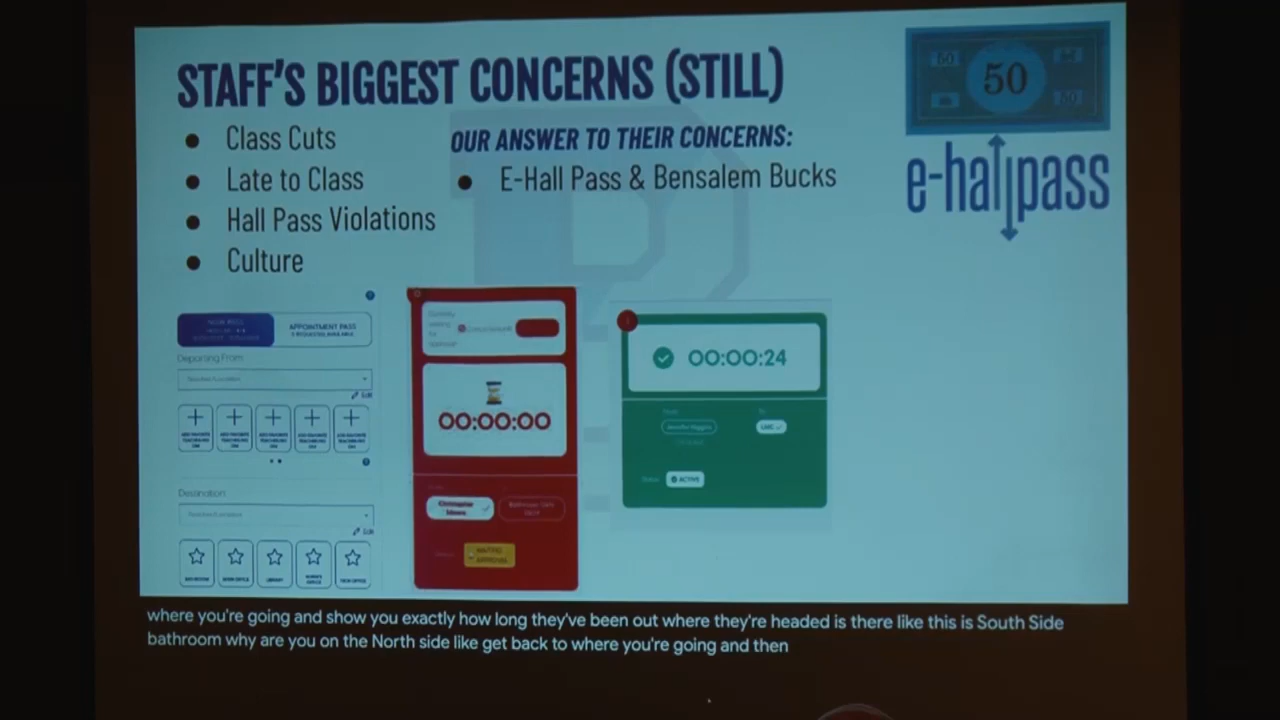 STAFF'S BIGGEST CONCERNS (STILL)
● Class Cuts
● Late to Class
● Hall Pass Violations
● Culture
OUR ANSWER TO THEIR CONCERNS:
● E-Hall Pass & Bensalem Bucks
50
e-hallpass
APPOINTMENT PASS
Departing From
Edit
Destination
Edit
00:00:00
00:00:24
ACTIVE
where you're going and show you exactly how long they've been out where they're headed is there like this is South Side
bathroom why are you on the North side like get back to where you're going and then